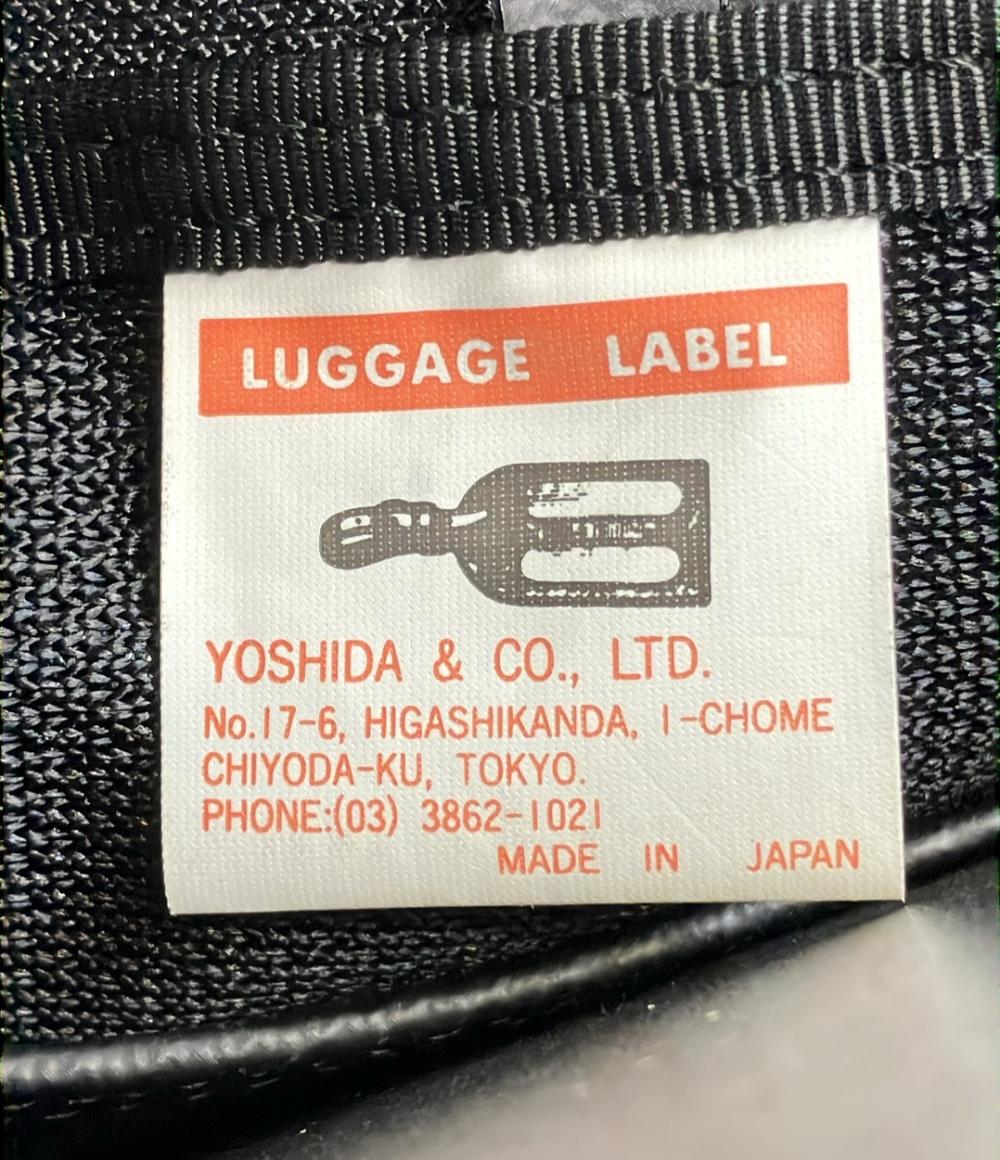 LUGGAGE LABEL
YOSHIDA & CO., LTD.
No.17-6, HIGASHIKANDA, 1-CHOME
CHIYODA-KU, TOKYO.
PHONE:(03) 3862-1021
MADE IN JAPAN